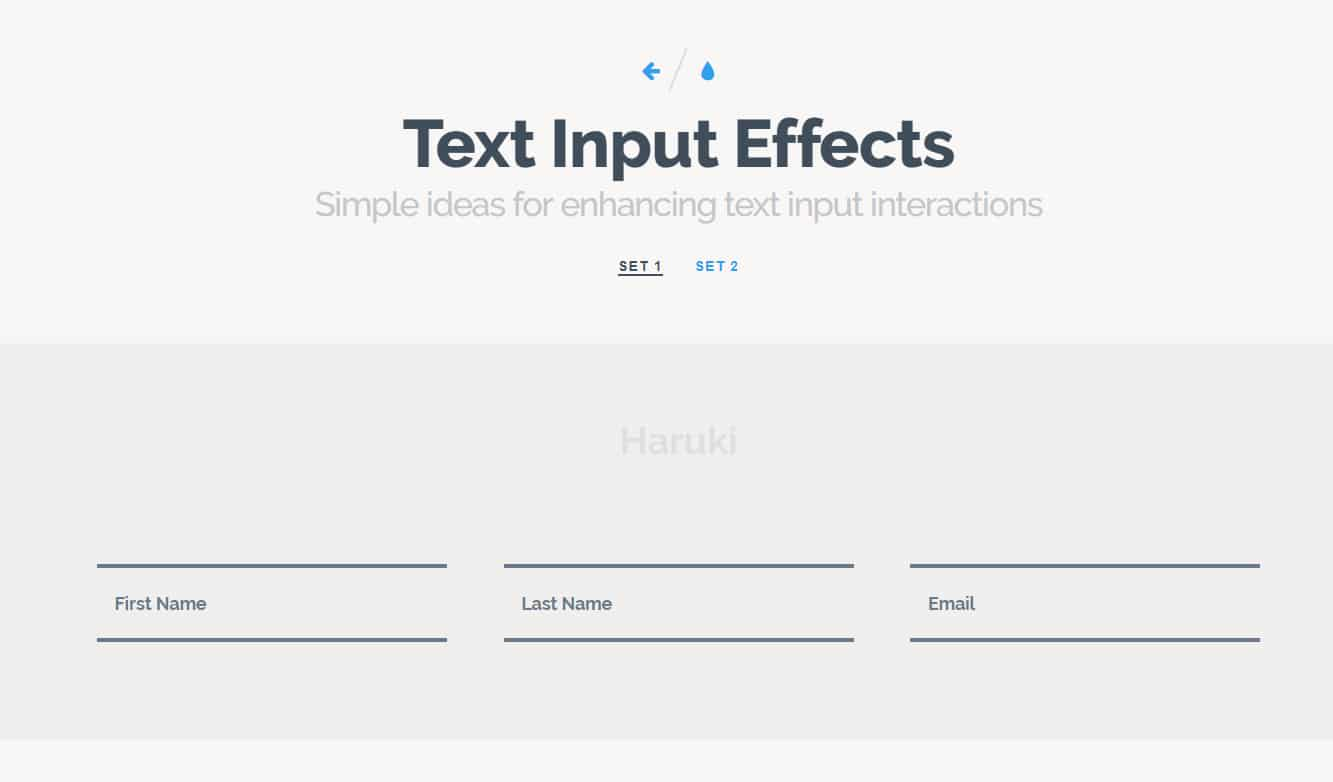 Text Input Effects
Simple ideas for enhancing text input interactions
SET 1 SET 2
Haruki
First Name Last Name Email